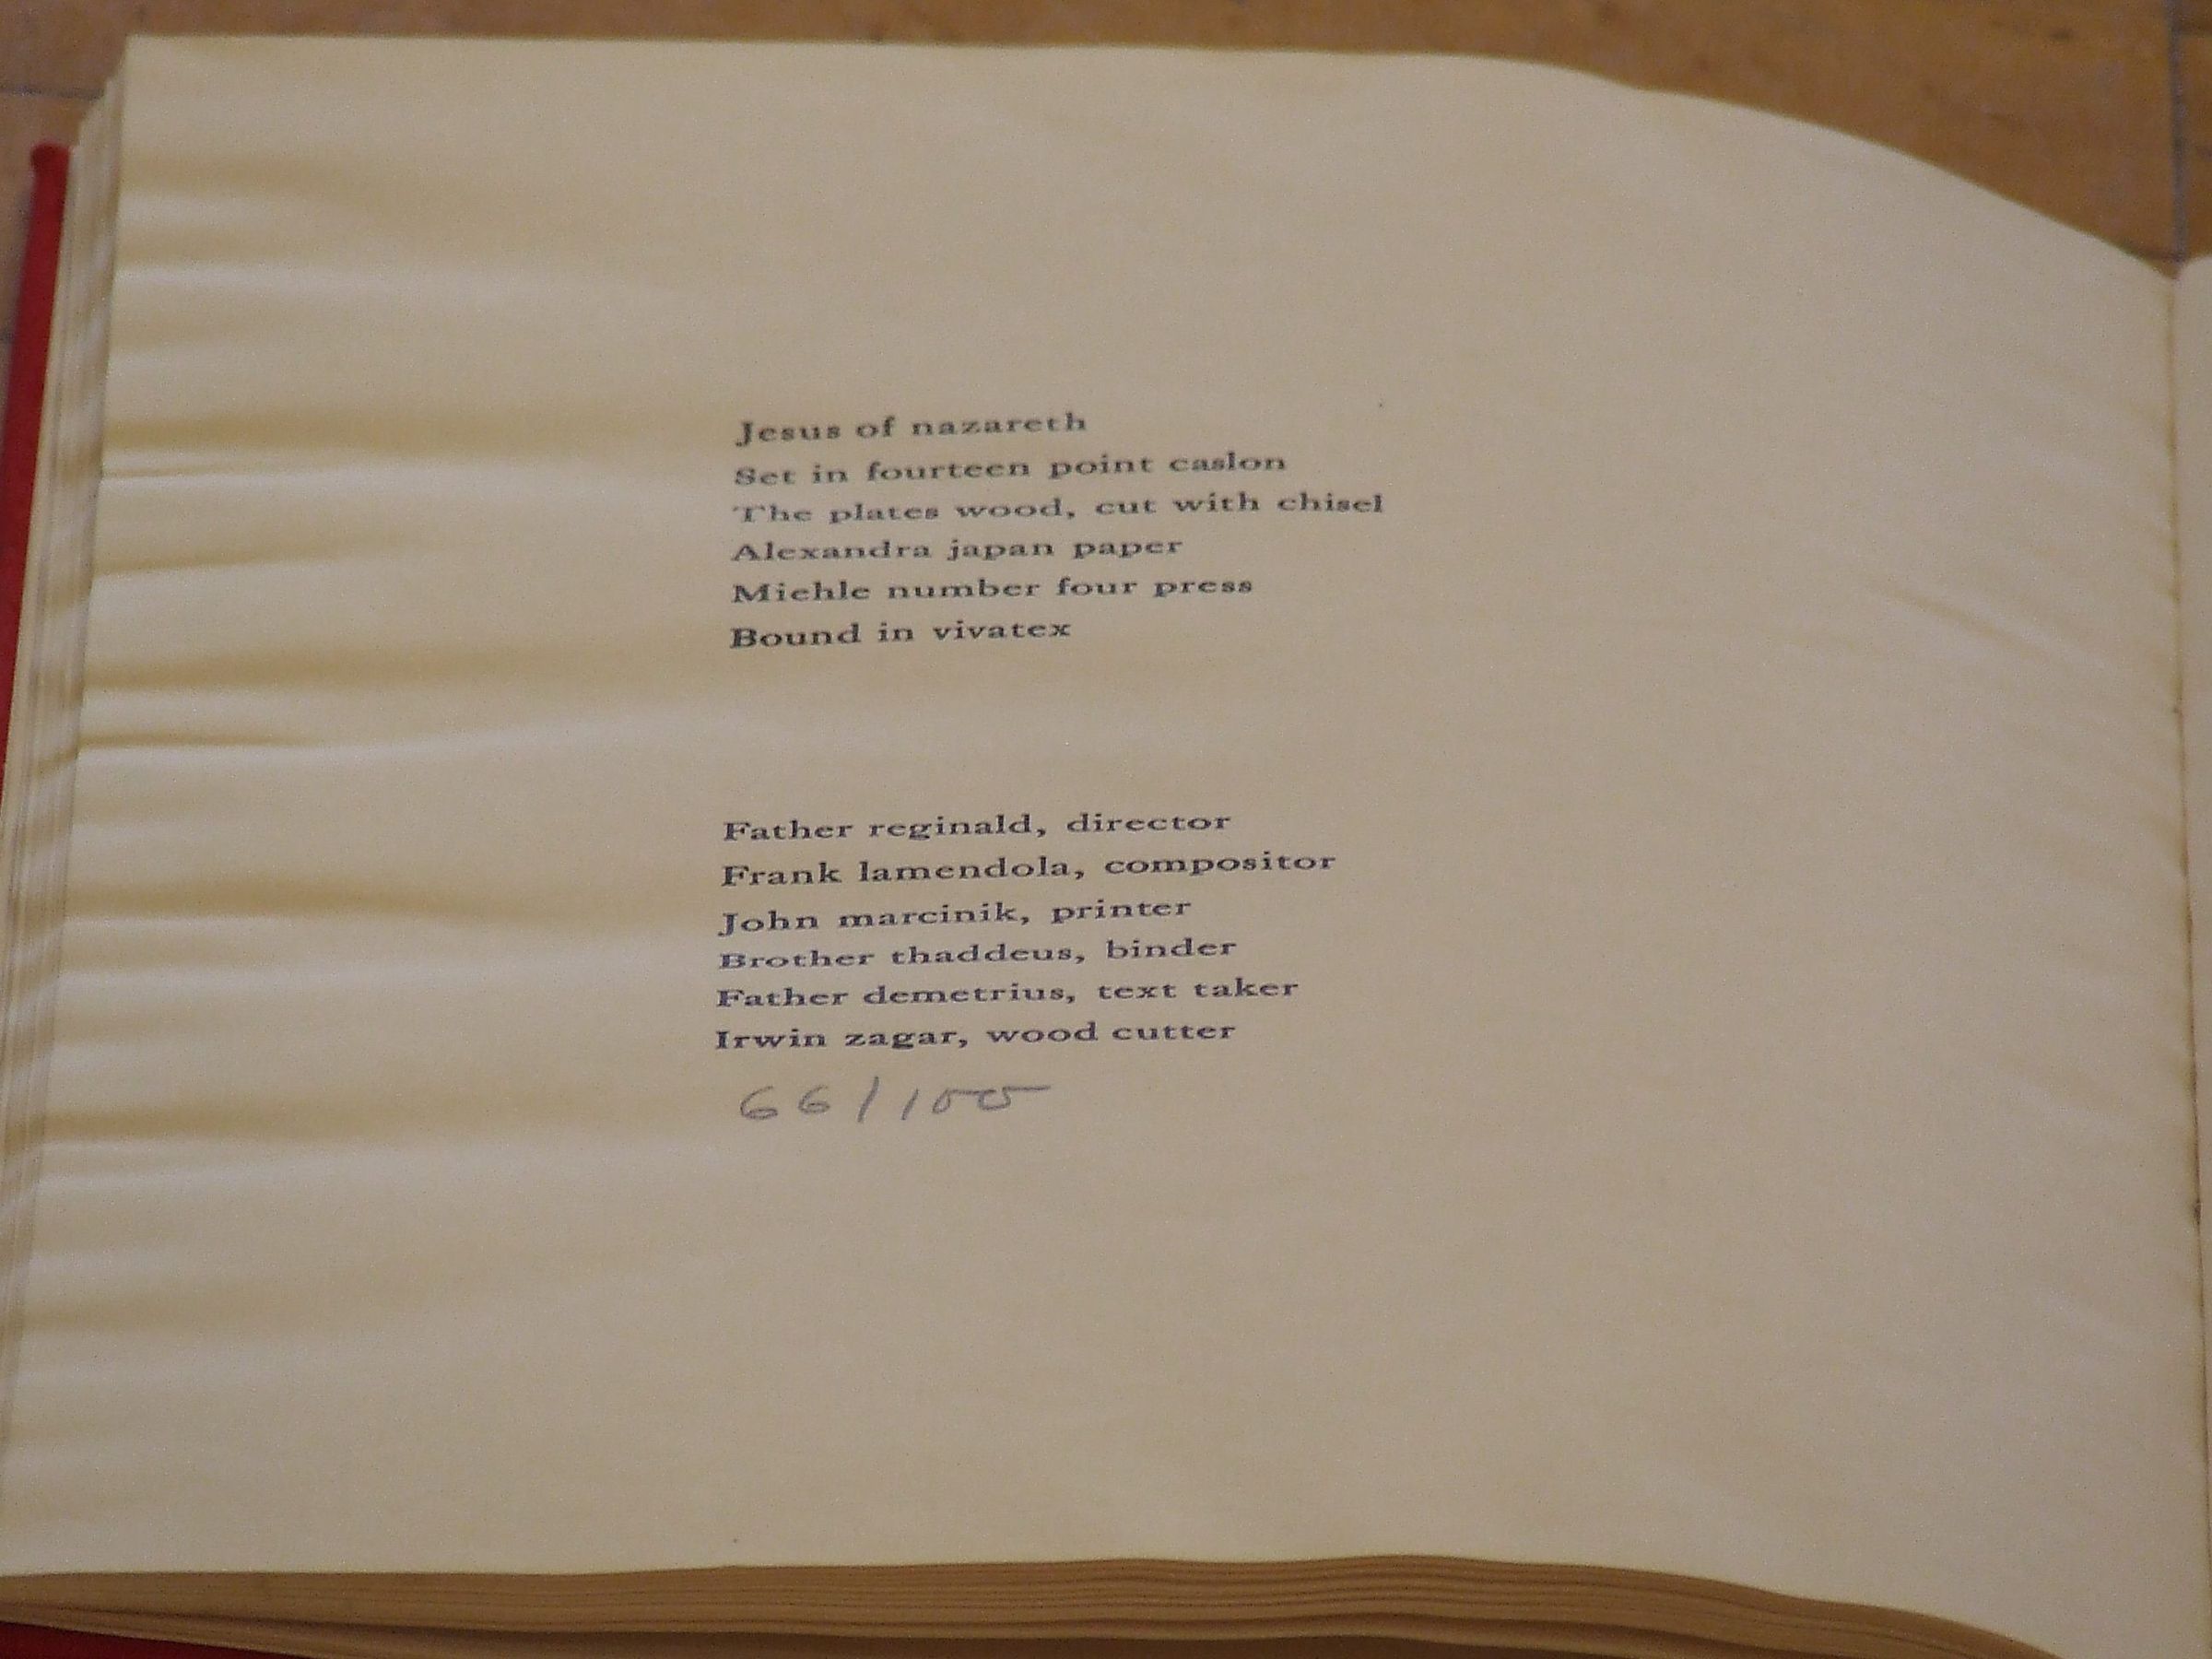 Jesus of nazareth
Set in fourteen point caslon
The plates wood, cut with chisel
Alexandra japan paper
Miehle number four press
Bound in vivatex
Father reginald, director
Frank lamendola, compositor
John marcinik, printer
Brother thaddeus, binder
Father demetrius, text taker
Irwin zagar, wood cutter
66/100